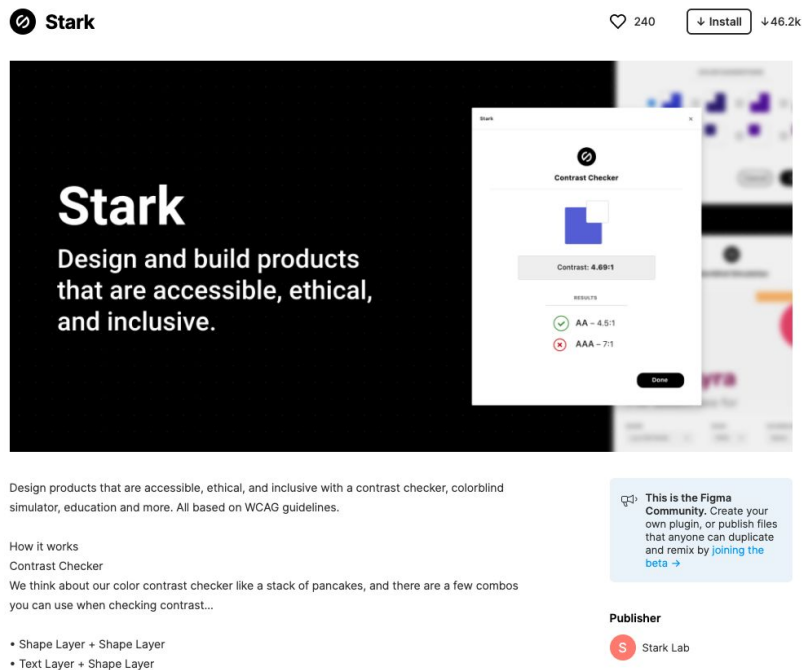 Stark
240
Install
46.2k
Stark
Design and build products
that are accessible, ethical,
and inclusive.
Stark
×
Contrast Checker
Contrast: 4.69:1
RESULTS
AA – 4.5:1
AAA – 7:1
Done
yra
Design products that are accessible, ethical, and inclusive with a contrast checker, colorblind
simulator, education and more. All based on WCAG guidelines.
How it works
Contrast Checker
We think about our color contrast checker like a stack of pancakes, and there are a few combos
you can use when checking contrast...
• Shape Layer + Shape Layer
• Text Layer + Shape Layer
This is the Figma
Community. Create your
own plugin, or publish files
that anyone can duplicate
and remix by joining the
beta →
Publisher
S Stark Lab